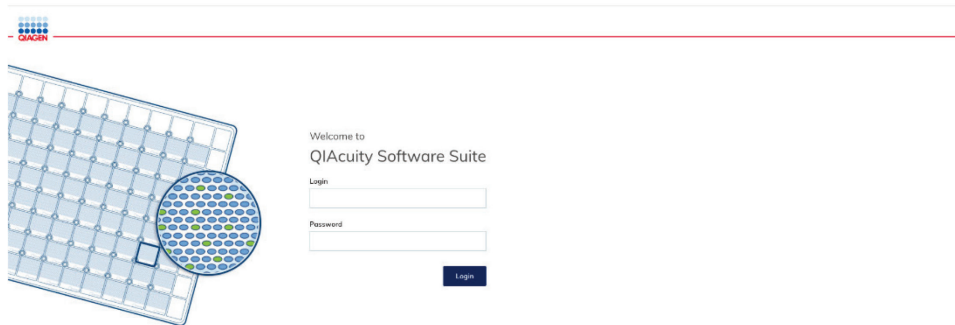 QIAGEN
Welcome to
QIAcuity Software Suite
Login
Password
Login